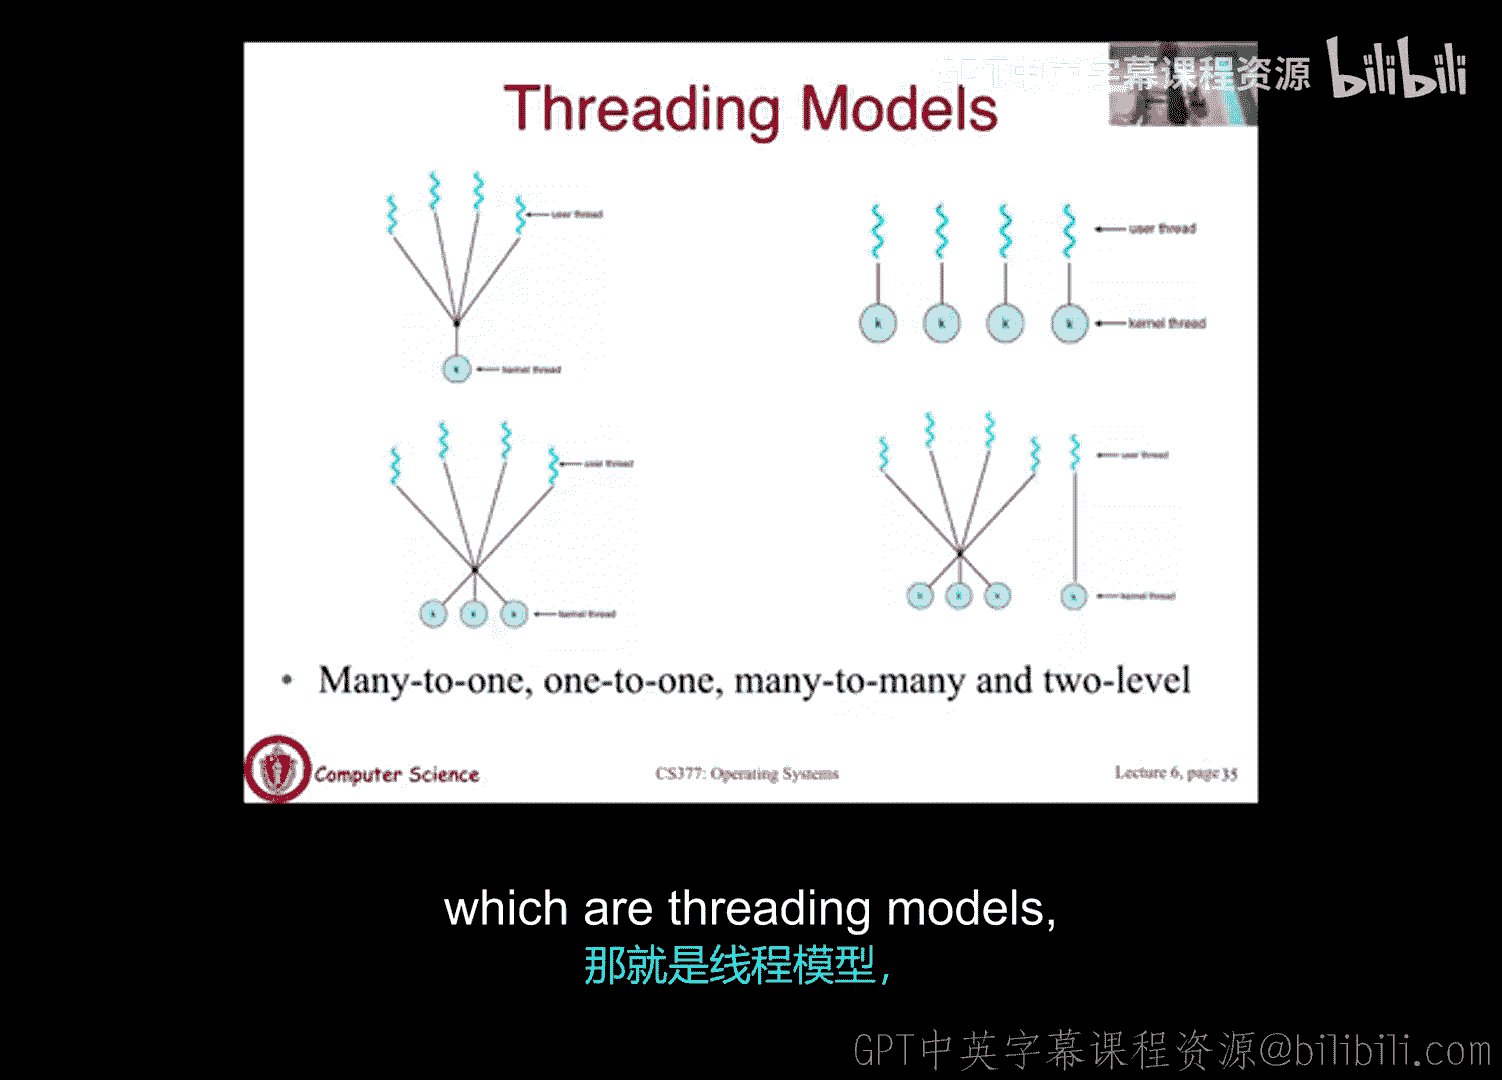 GPT中英字幕课程资源 bilibili
Threading Models
user thread
kernel thread
user thread
kernel thread
user thread
kernel thread
user thread
kernel thread
k
k k k k
k k k
k k k k
• Many-to-one, one-to-one, many-to-many and two-level
Computer Science
CS377: Operating Systems
Lecture 6, page 35
which are threading models,
那就是线程模型，
GPT中英字幕课程资源@bilibili.com